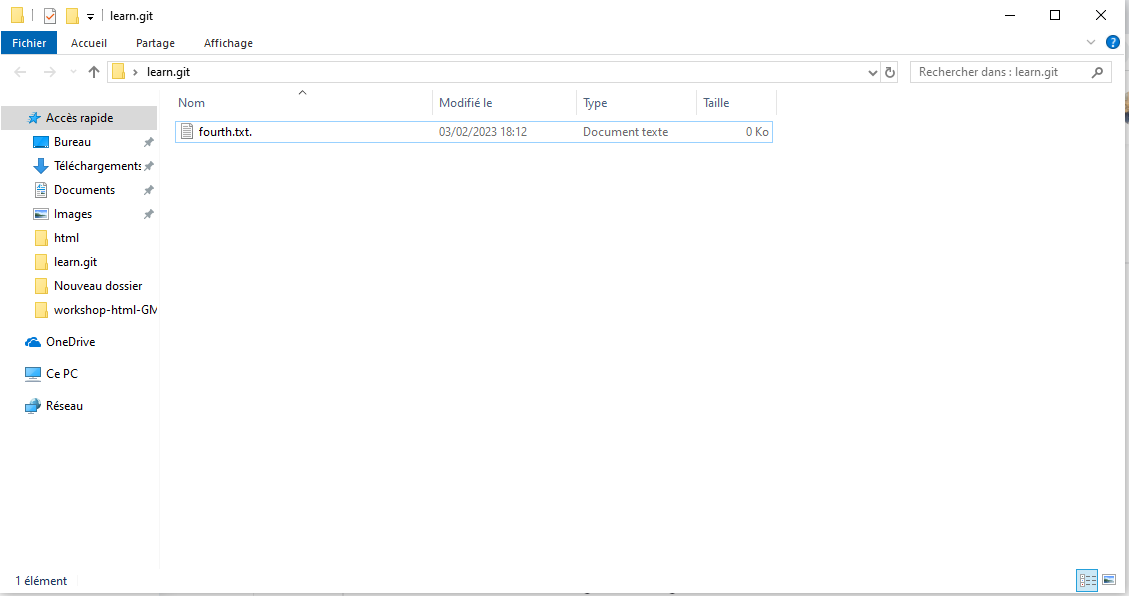 learn.git
Fichier Accueil Partage Affichage
learn.git
Rechercher dans : learn.git
Nom Modifié le Type Taille
fourth.txt. 03/02/2023 18:12 Document texte 0 Ko
Accès rapide
Bureau
Téléchargements
Documents
Images
html
learn.git
Nouveau dossier
workshop-html-GM
OneDrive
Ce PC
Réseau
1 élément